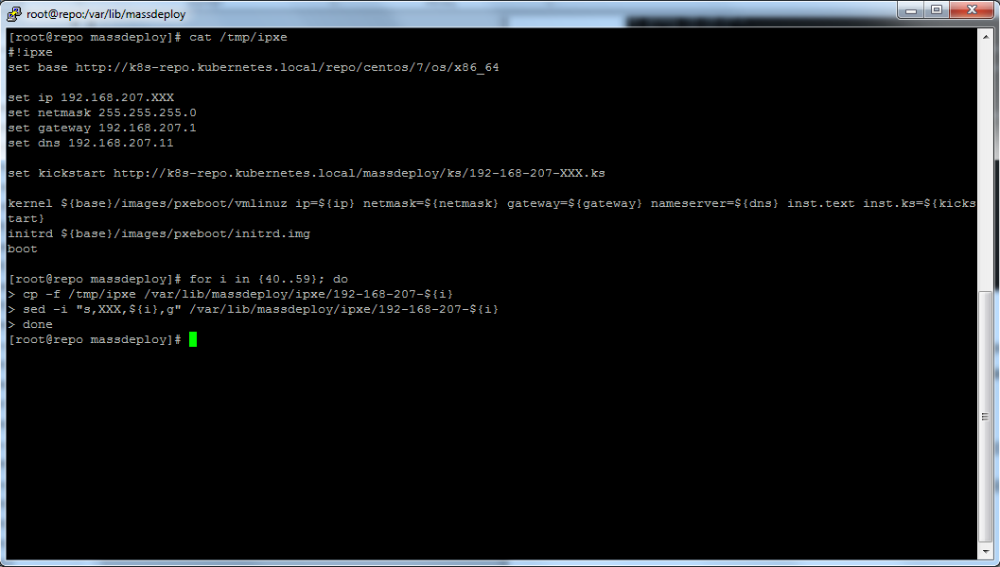 root@repo:/var/lib/massdeploy
[root@repo massdeploy]# cat /tmp/ipxe
#!ipxe
set base http://k8s-repo.kubernetes.local/repo/centos/7/os/x86_64
set ip 192.168.207.XXX
set netmask 255.255.255.0
set gateway 192.168.207.1
set dns 192.168.207.11
set kickstart http://k8s-repo.kubernetes.local/massdeploy/ks/192-168-207-XXX.ks
kernel ${base}/images/pxeboot/vmlinuz ip=${ip} netmask=${netmask} gateway=${gateway} nameserver=${dns} inst.text inst.ks=${kicks
tart}
initrd ${base}/images/pxeboot/initrd.img
boot
[root@repo massdeploy]# for i in {40..59}; do
> cp -f /tmp/ipxe /var/lib/massdeploy/ipxe/192-168-207-${i}
> sed -i "s,XXX,${i},g" /var/lib/massdeploy/ipxe/192-168-207-${i}
> done
[root@repo massdeploy]#